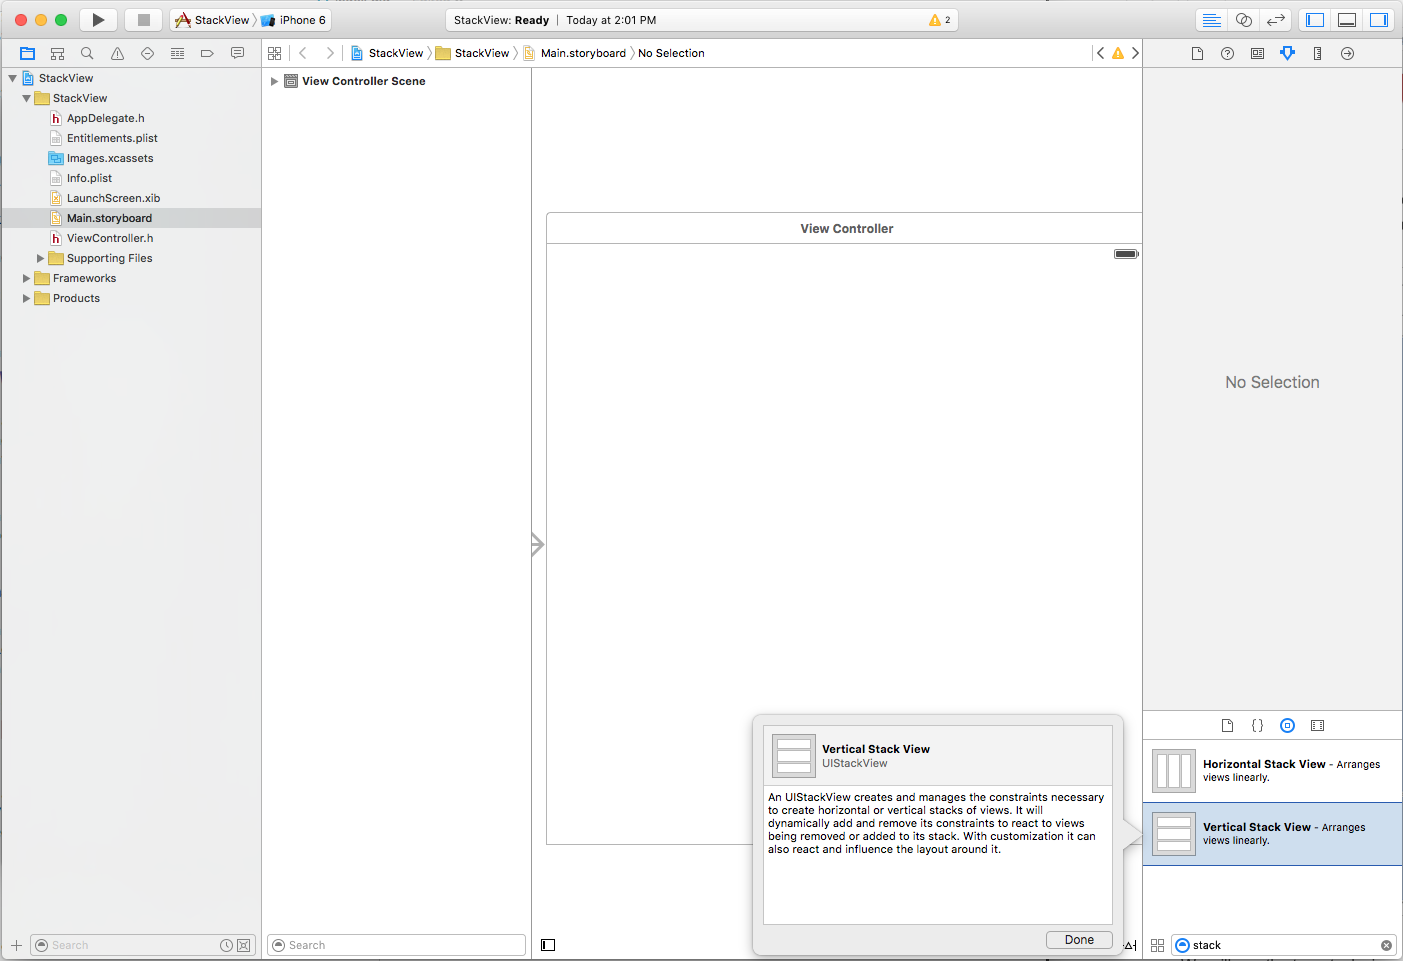 StackView iPhone 6
StackView: Ready | Today at 2:01 PM
2
StackView StackView Main.storyboard No Selection
StackView
StackView
AppDelegate.h
Entitlements.plist
Images.xcassets
Info.plist
LaunchScreen.xib
Main.storyboard
ViewController.h
Supporting Files
Frameworks
Products
Search
View Controller Scene
Search
View Controller
Vertical Stack View
UIStackView
An UIStackView creates and manages the constraints necessary
to create horizontal or vertical stacks of views. It will
dynamically add and remove its constraints to react to views
being removed or added to its stack. With customization it can
also react and influence the layout around it.
Done
No Selection
Horizontal Stack View - Arranges
views linearly.
Vertical Stack View - Arranges
views linearly.
stack